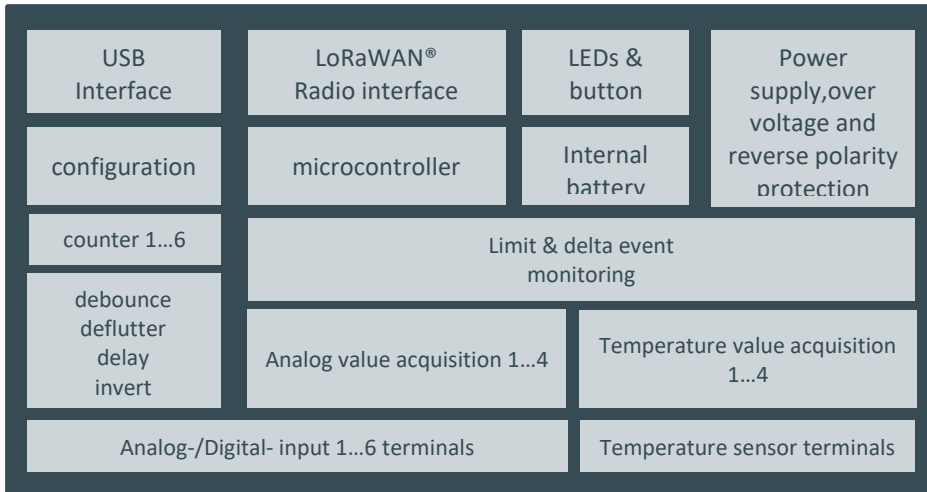 USB
Interface
LoRaWAN®
Radio interface
LEDs &
button
Power
supply,over
voltage and
reverse polarity
protection
configuration
microcontroller
Internal
battery
counter 1…6
Limit & delta event
monitoring
debounce
deflutter
delay
invert
Analog value acquisition 1…4
Temperature value acquisition
1…4
Analog-/Digital- input 1…6 terminals
Temperature sensor terminals